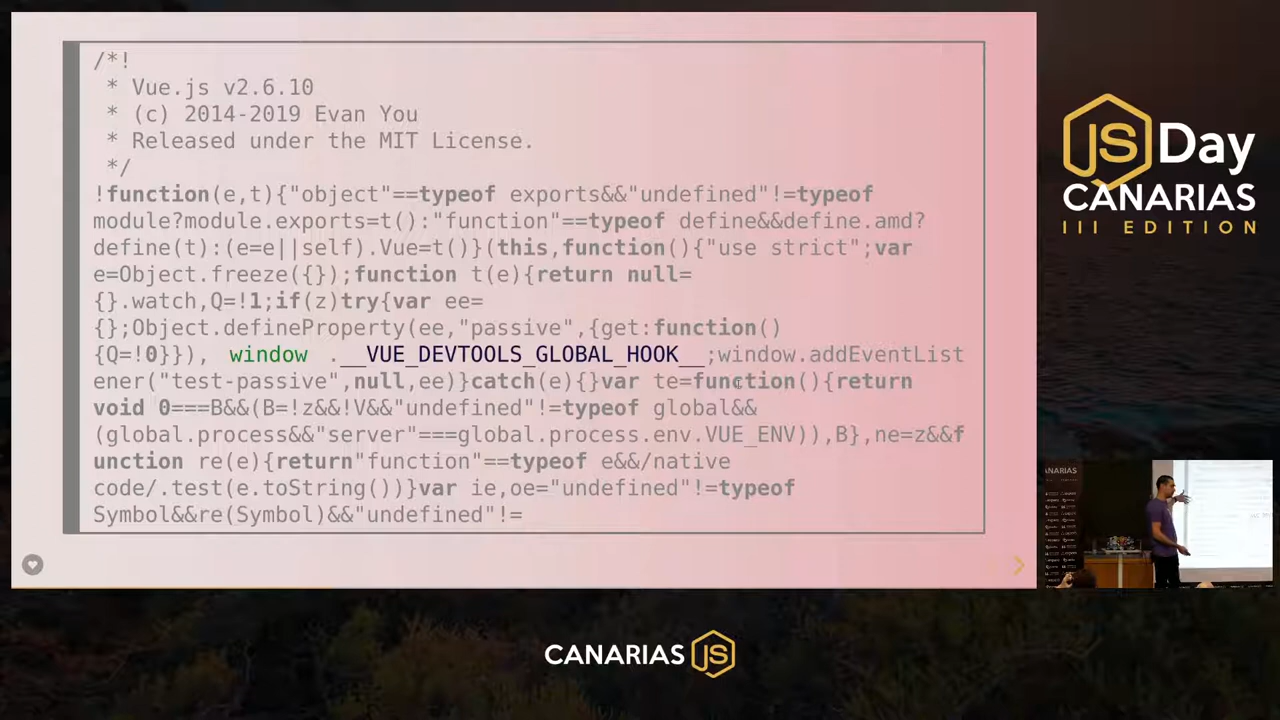 /*!
* Vue.js v2.6.10
* (c) 2014-2019 Evan You
* Released under the MIT License.
*/
!function(e,t){"object"==typeof exports&&"undefined"!=typeof
module?module.exports=t():"function"==typeof define&&define.amd?
define(t):(e=e||self).Vue=t()}(this,function(){"use strict";var
e=Object.freeze({});function t(e){return null=
{}.watch,Q=!1;if(z)try{var ee=
{};Object.defineProperty(ee,"passive",{get:function()
{Q=!0}}), window .__VUE_DEVTOOLS_GLOBAL_HOOK__;window.addEventList
ener("test-passive",null,ee)}catch(e){}var te=function(){return
void 0===B&&(B=!z&&!V&&"undefined"!=typeof global&&
(global.process&&"server"===global.process.env.VUE_ENV)),B},ne=z&&f
unction re(e){return"function"==typeof e&&/native
code/.test(e.toString())}var ie,oe="undefined"!=typeof
Symbol&&re(Symbol)&&"undefined"!=
JS Day
CANARIAS
III EDITION
ANARIAS
CANARIAS JS